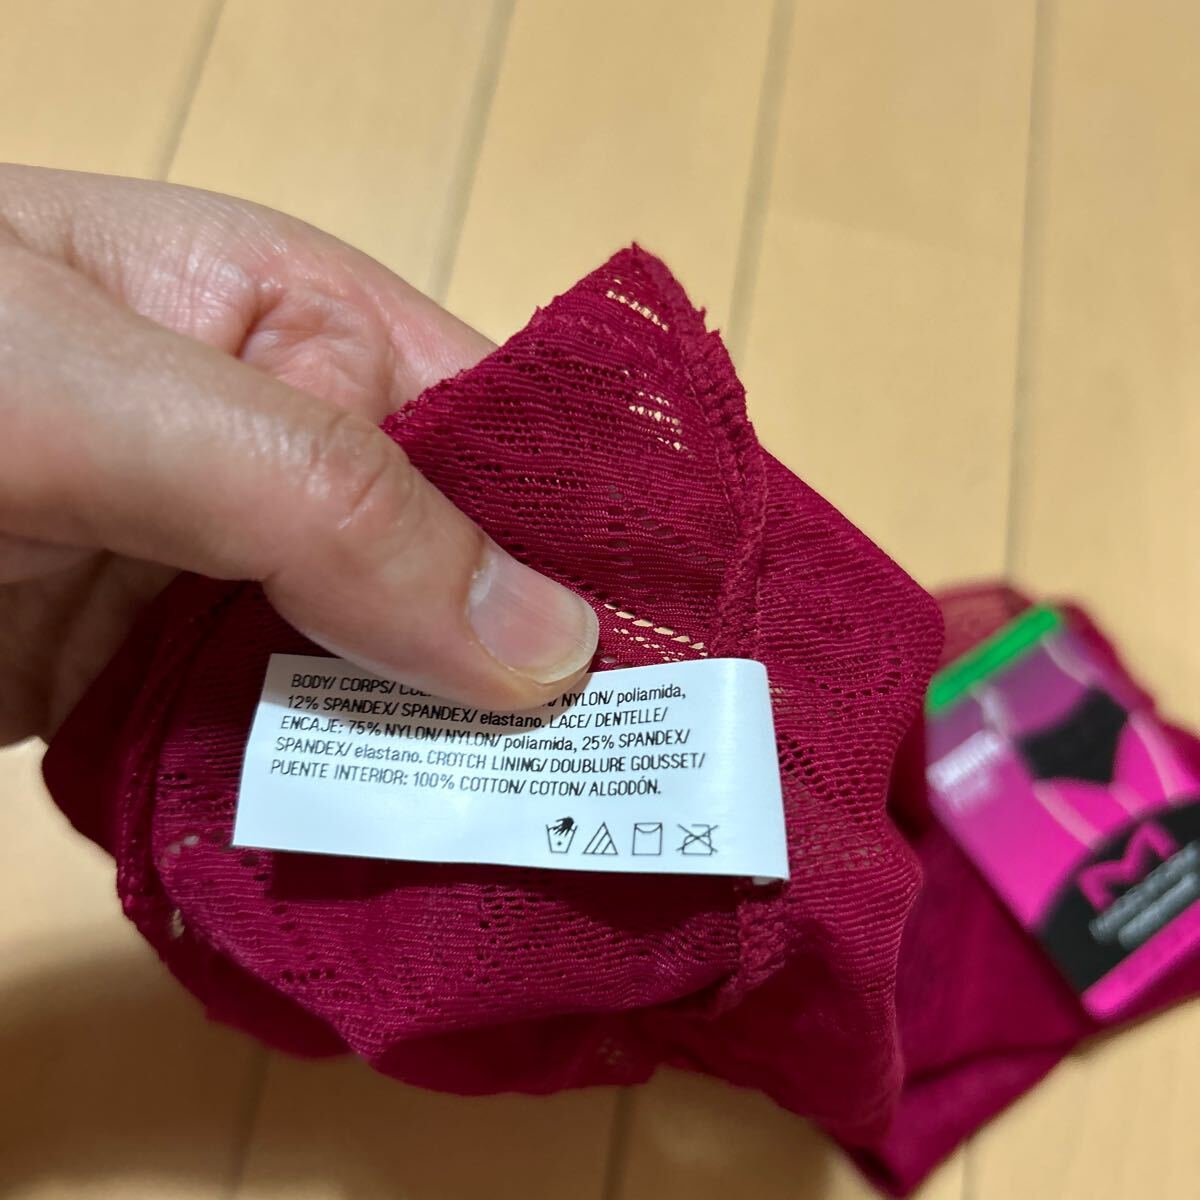 BODY/ CORPS/ NYLON/ poliamida,
12% SPANDEX/ SPANDEX/ elastano. LACE/ DENTELLE/
ENCAJE: 75% NYLON/ NYLON/ poliamida, 25% SPANDEX/
SPANDEX/ elastano. CROTCH LINING/ DOUBLURE GOUSSET/
PUENTE INTERIOR: 100% COTTON/ COTON/ ALGODÓN.
M